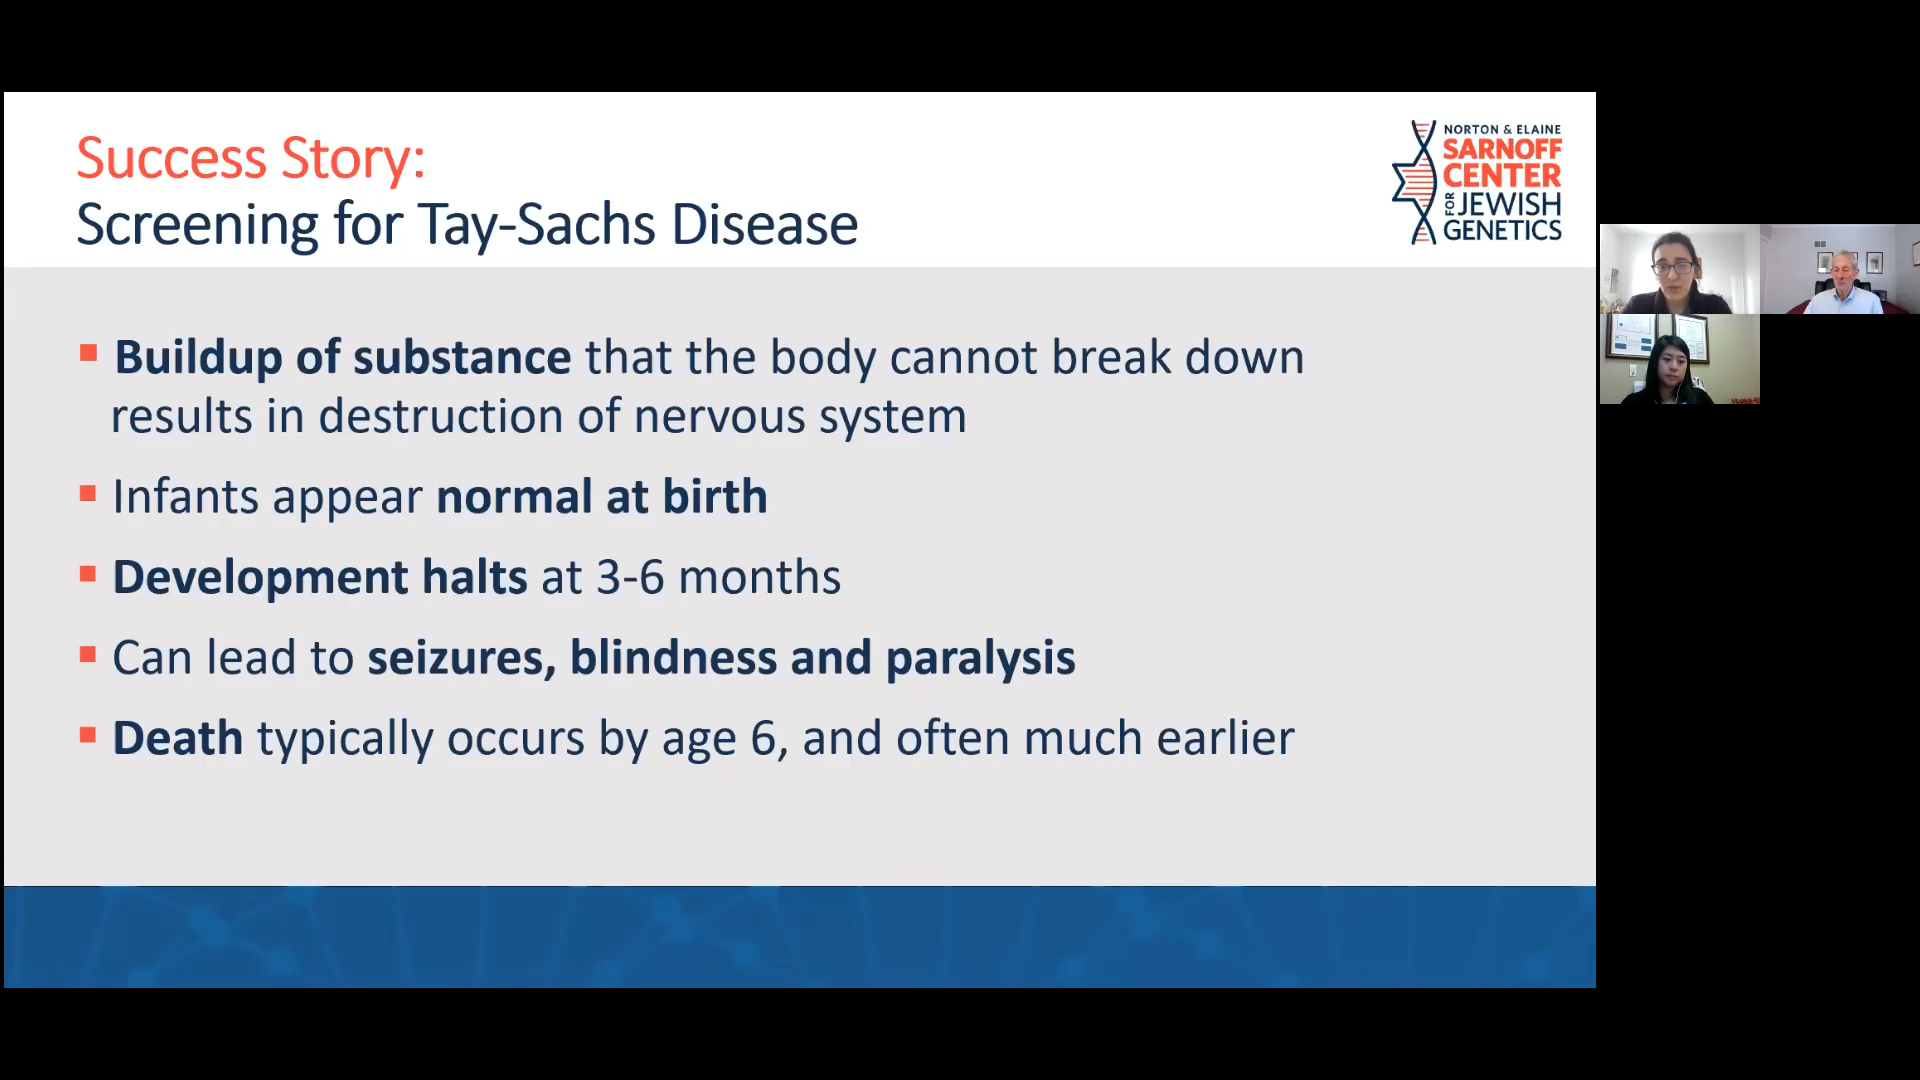 Success Story:
Screening for Tay-Sachs Disease
NORTON & ELAINE
SARNOFF
CENTER
FOR JEWISH
GENETICS
Buildup of substance that the body cannot break down
results in destruction of nervous system
Infants appear normal at birth
Development halts at 3-6 months
Can lead to seizures, blindness and paralysis
Death typically occurs by age 6, and often much earlier